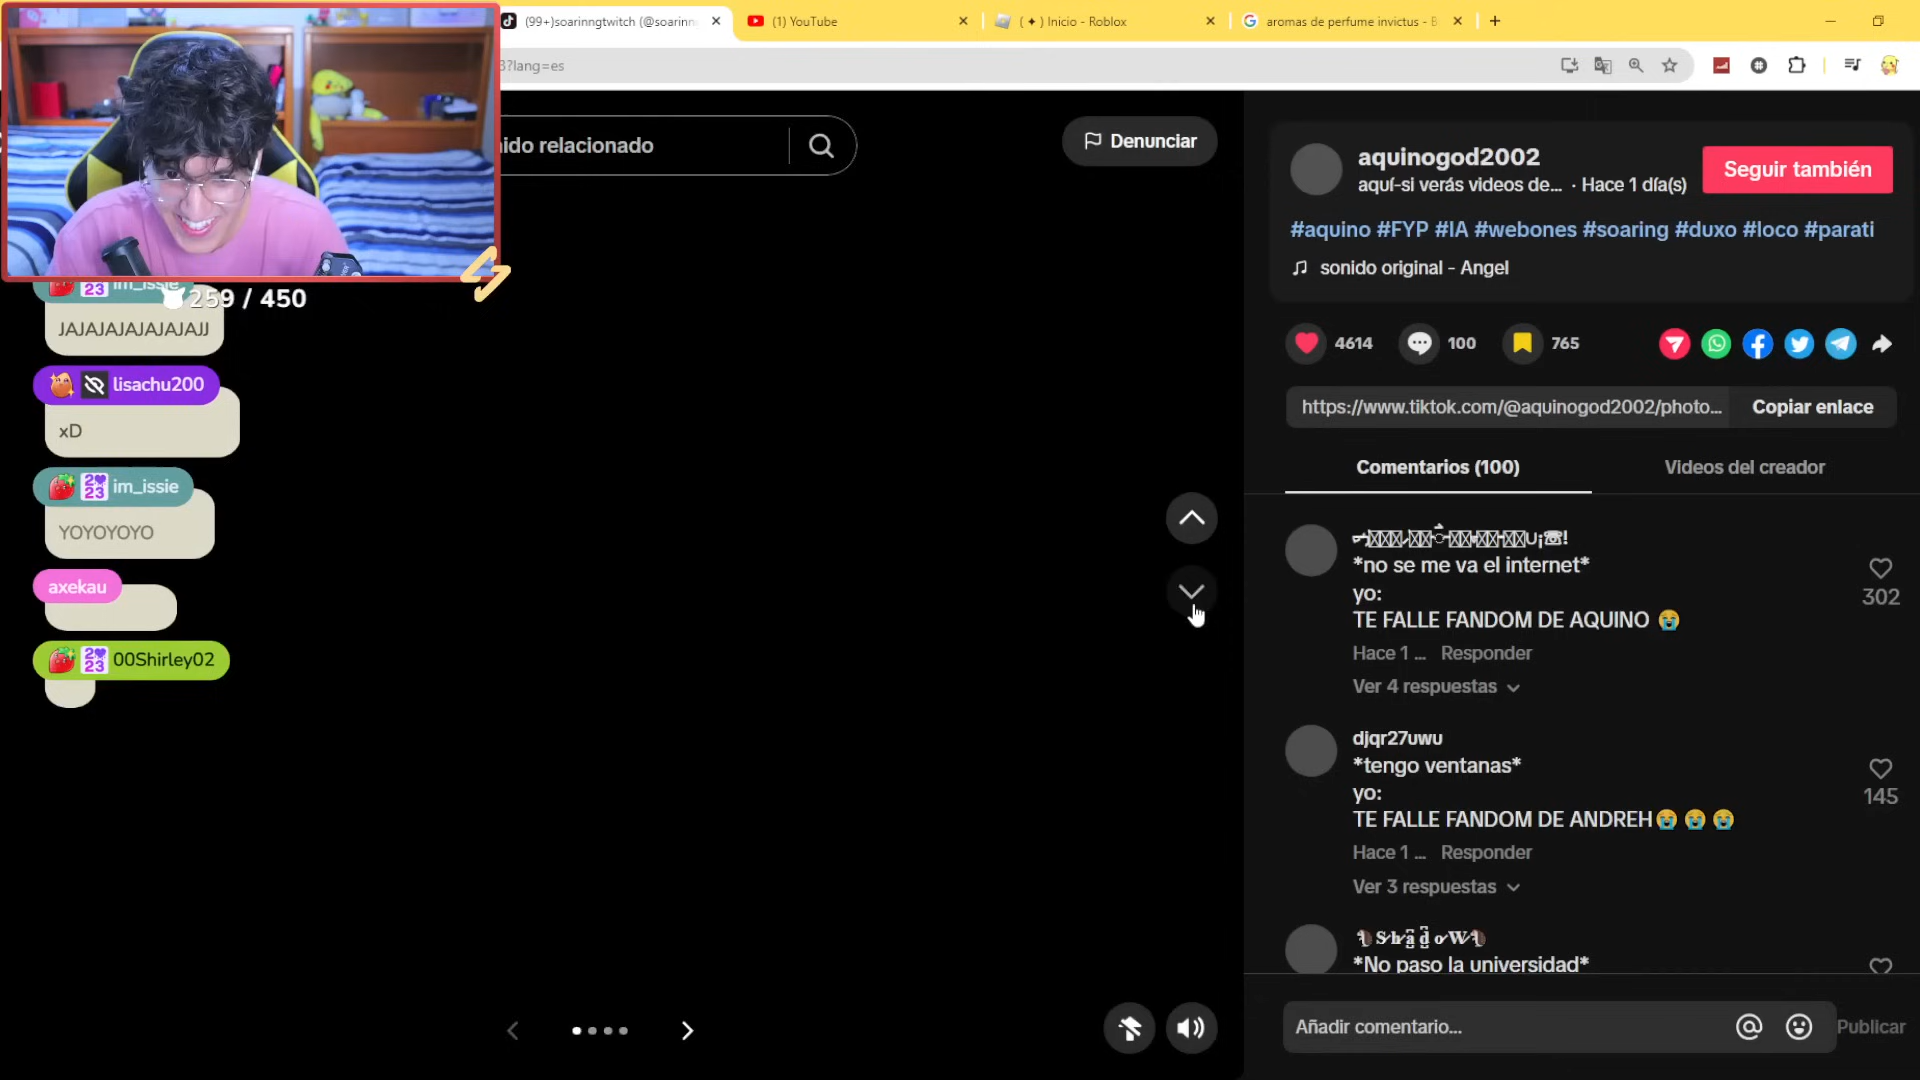 (99+)soarinngtwitch (@soarinn
(1) YouTube
( ✦ ) Inicio - Roblox
aromas de perfume invictus - B
3?lang=es
ido relacionado
Denunciar
im_issie
259 / 450
JAJAJAJAJAJAJAJJ
lisachu200
xD
im_issie
YOYOYOYO
axekau
00Shirley02
aquinogod2002
aquí-si verás videos de... · Hace 1 día(s)
Seguir también
#aquino #FYP #IA #webones #soaring #duxo #loco #parati
sonido original - Angel
4614
100
765
https://www.tiktok.com/@aquinogod2002/photo...
Copiar enlace
Comentarios (100)
Videos del creador
*no se me va el internet*
yo:
TE FALLE FANDOM DE AQUINO 😭
Hace 1 ... Responder
302
Ver 4 respuestas
djqr27uwu
*tengo ventanas*
yo:
TE FALLE FANDOM DE ANDREH😭 😭 😭
Hace 1 ... Responder
145
Ver 3 respuestas
ShadoW
*No paso la universidad*
Añadir comentario...
Publicar